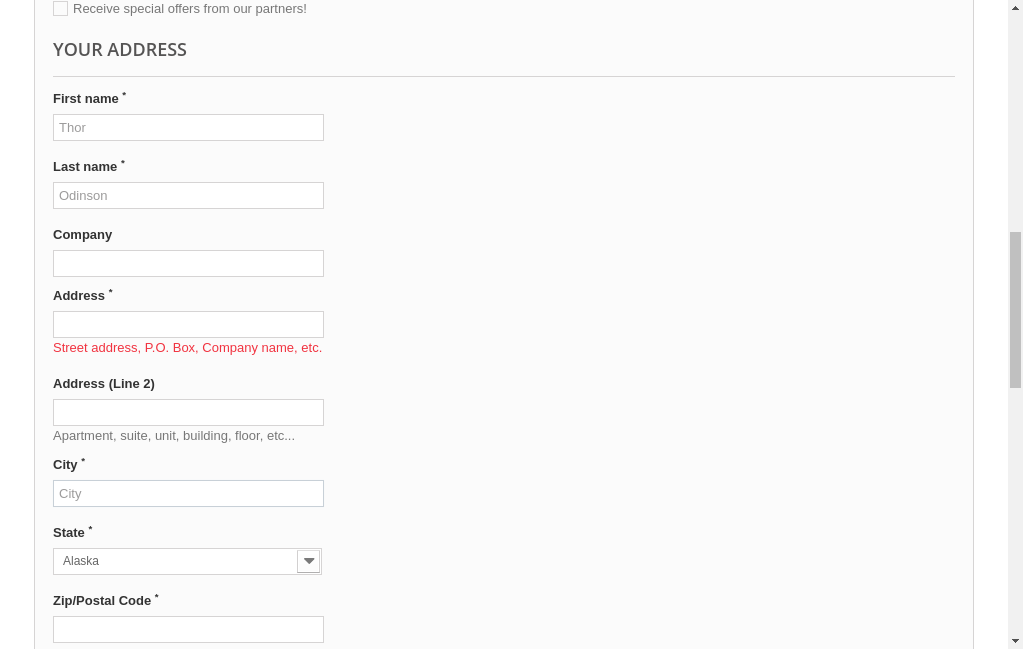 Receive special offers from our partners!
YOUR ADDRESS
First name *
Thor
Last name *
Odinson
Company
Address *
Street address, P.O. Box, Company name, etc.
Address (Line 2)
Apartment, suite, unit, building, floor, etc...
City *
City
State *
Alaska
Zip/Postal Code *